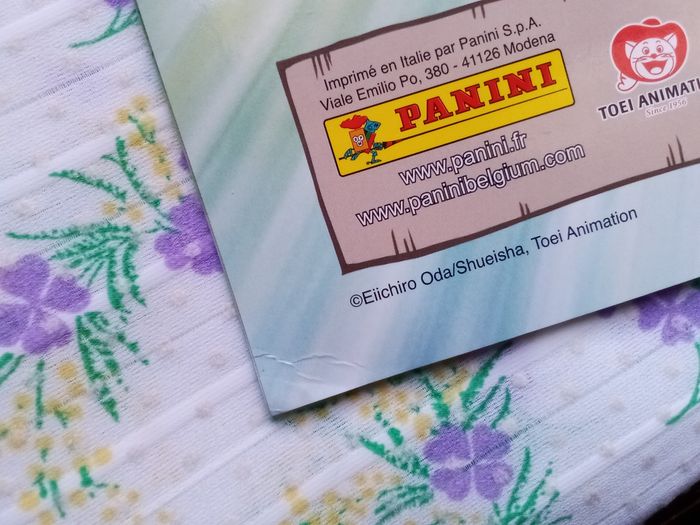 Imprimé en Italie par Panini S.p.A.
Viale Emilio Po, 380 - 41126 Modena
PANINI
www.panini.fr
www.paninibelgium.com
TOEI ANIMATI
Since 1956
©Eiichiro Oda/Shueisha, Toei Animation